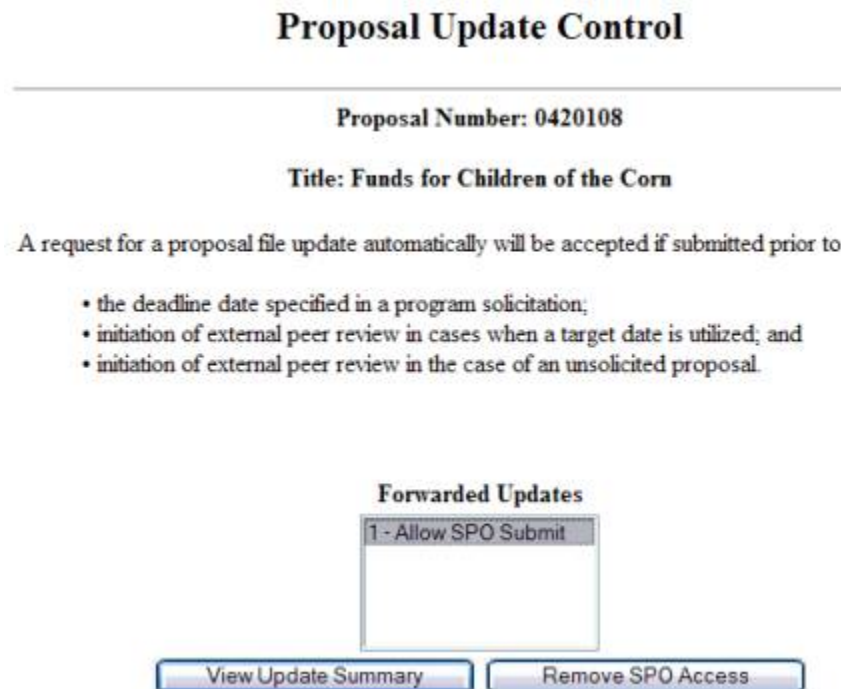 Proposal Update Control
Proposal Number: 0420108
Title: Funds for Children of the Corn
A request for a proposal file update automatically will be accepted if submitted prior to
• the deadline date specified in a program solicitation;
• initiation of external peer review in cases when a target date is utilized; and
• initiation of external peer review in the case of an unsolicited proposal.
Forwarded Updates
1 - Allow SPO Submit
View Update Summary Remove SPO Access